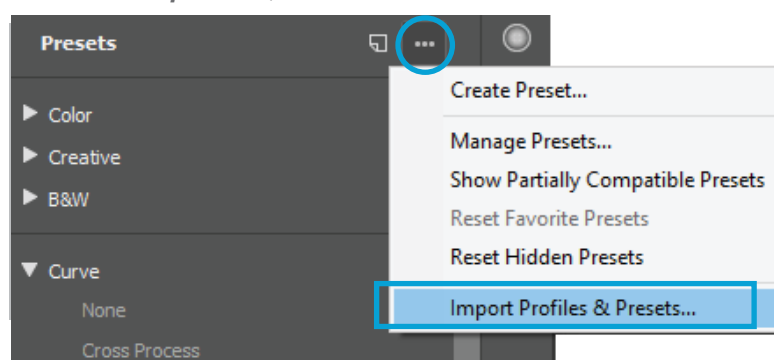 Presets
Color
Creative
B&W
Curve
None
Cross Process
Create Preset...
Manage Presets...
Show Partially Compatible Presets
Reset Favorite Presets
Reset Hidden Presets
Import Profiles & Presets...